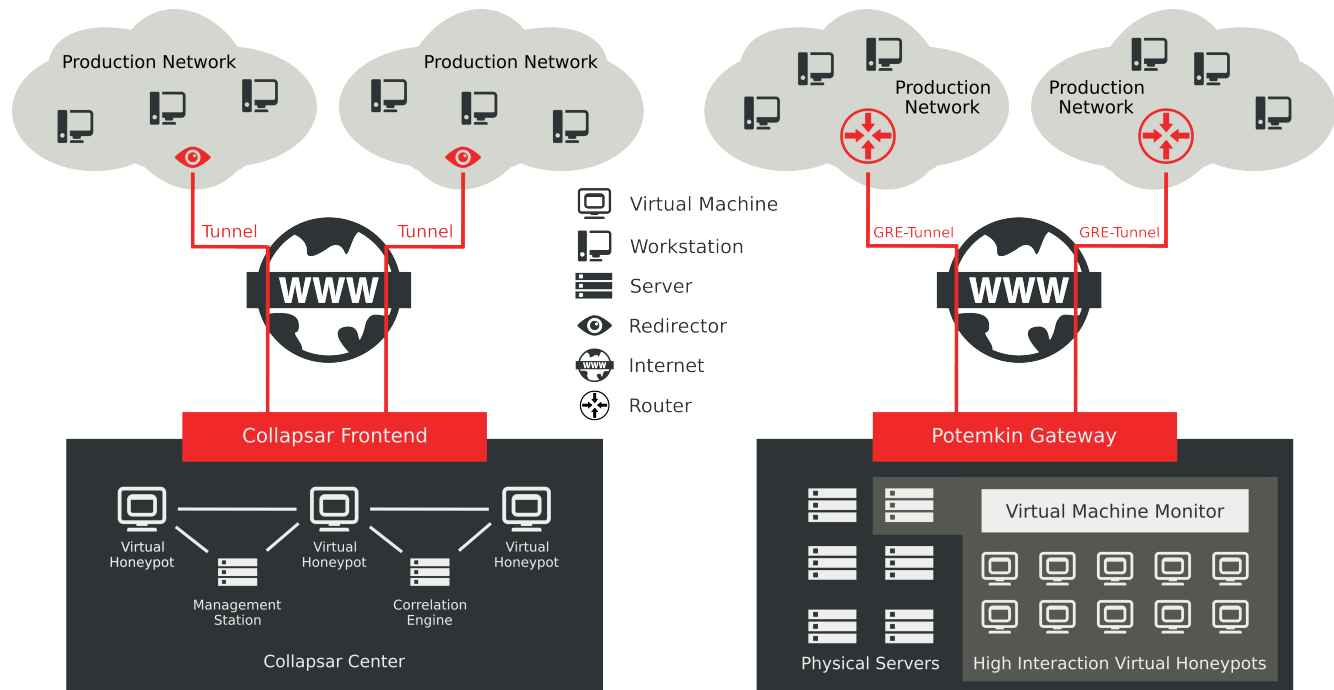 Production Network
Production Network
Tunnel
Tunnel
WWW
Collapsar Frontend
Virtual
Honeypot
Virtual
Honeypot
Virtual
Honeypot
Management
Station
Correlation
Engine
Collapsar Center
Virtual Machine
Workstation
Server
Redirector
WWW
Internet
Router
Production
Network
Production
Network
GRE-Tunnel
GRE-Tunnel
WWW
Potemkin Gateway
Virtual Machine Monitor
Physical Servers
High Interaction Virtual Honeypots